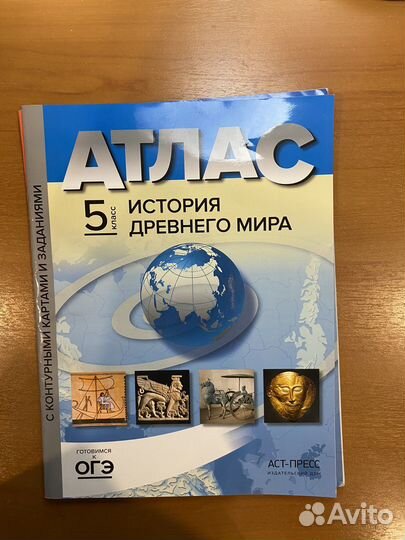 АТЛАС
5 класс
ИСТОРИЯ
ДРЕВНЕГО МИРА
С КОНТУРНЫМИ КАРТАМИ И ЗАДАНИЯМИ
ГОТОВИМСЯ
К
ОГЭ
АСТ-ПРЕСС
ИЗДАТЕЛЬСКИЙ ДОМ
Avito